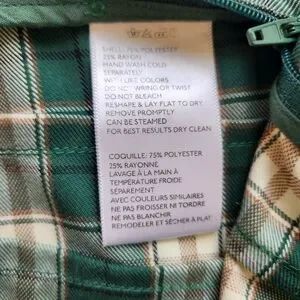 SHELL: 75% POLYESTER
25% RAYON
HAND WASH COLD
SEPARATELY
WITH LIKE COLORS
DO NOT WRING OR TWIST
DO NOT BLEACH
RESHAPE & LAY FLAT TO DRY
REMOVE PROMPTLY
CAN BE STEAMED
FOR BEST RESULTS DRY CLEAN
COQUILLE: 75% POLYESTER
25% RAYONNE
LAVAGE À LA MAIN À
TEMPÉRATURE FROIDE
SÉPAREMENT
AVEC COULEURS SIMILAIRES
NE PAS FROISSER NI TORDRE
NE PAS BLANCHIR
REMODELER ET SÉCHER À PLAT